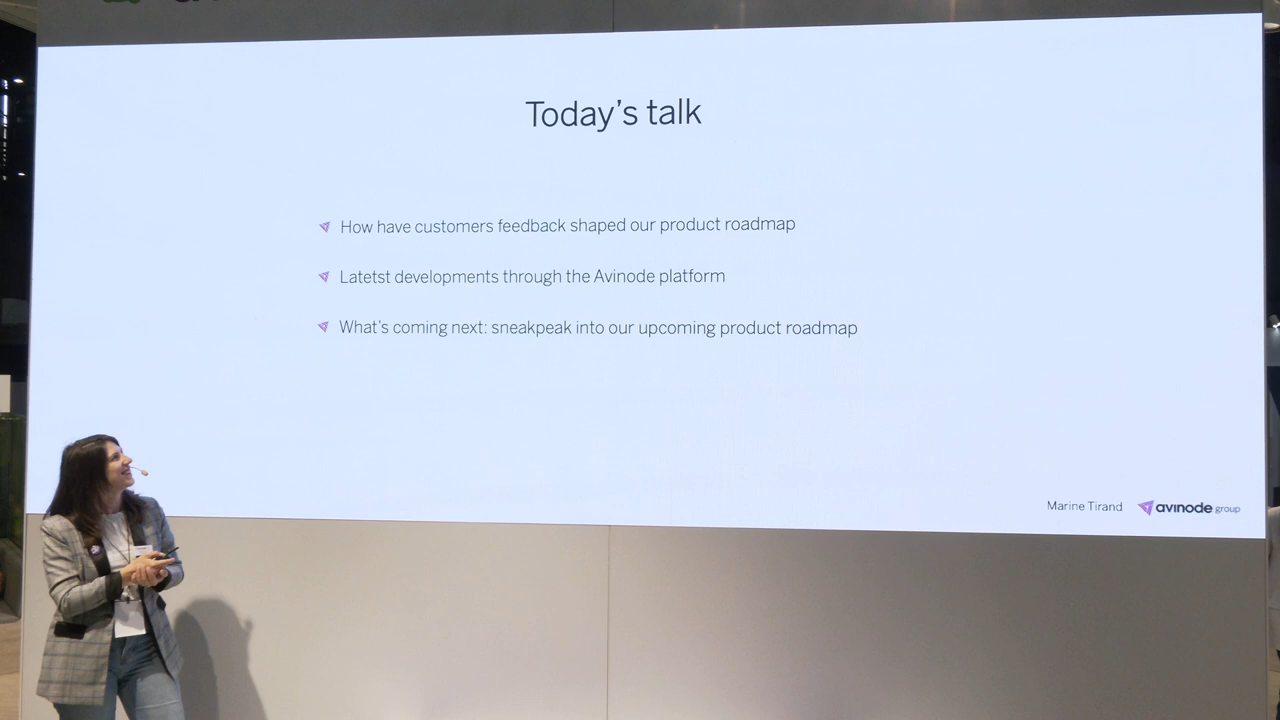 Today's talk
How have customers feedback shaped our product roadmap
Latetst developments through the Avinode platform
What's coming next: sneakpeak into our upcoming product roadmap
Marine Tirand avinode group